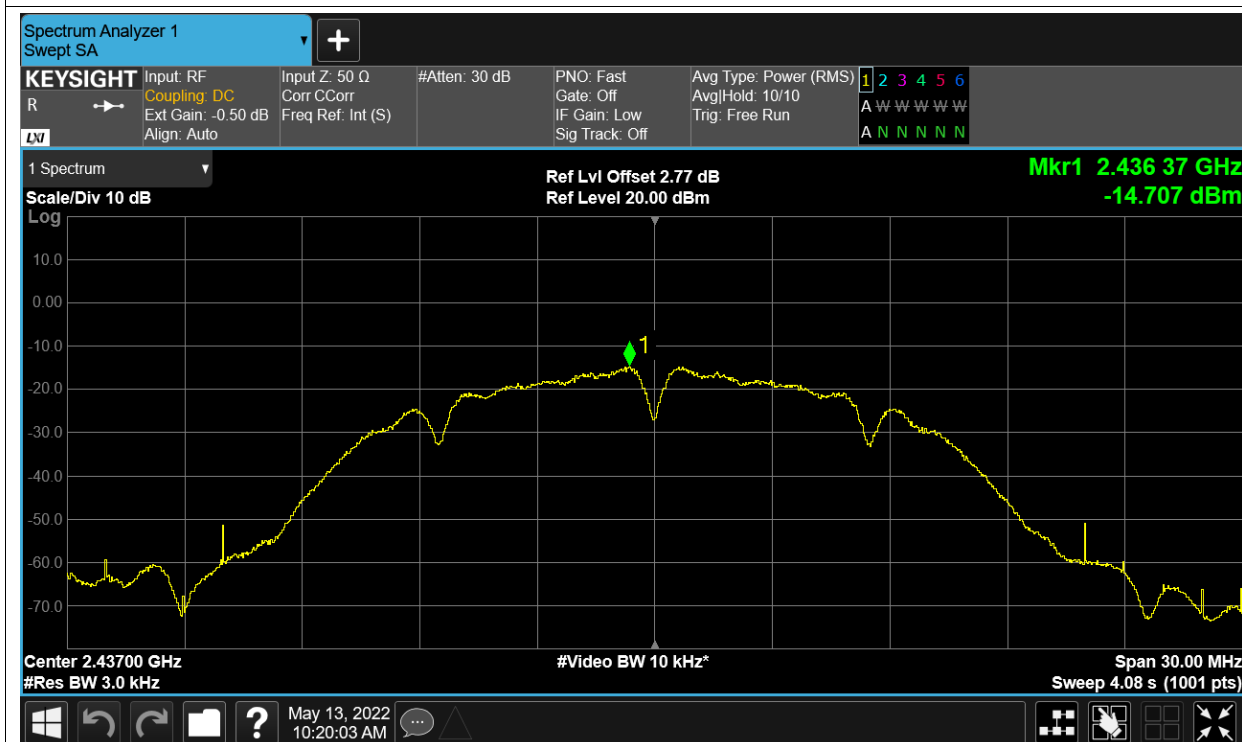 Spectrum Analyzer 1
Swept SA
KEYSIGHT
R
LXI
Input: RF
Coupling: DC
Ext Gain: -0.50 dB
Align: Auto
Input Z: 50 Ω
Corr CCorr
Freq Ref: Int (S)
#Atten: 30 dB
PNO: Fast
Gate: Off
IF Gain: Low
Sig Track: Off
Avg Type: Power (RMS)
Avg|Hold: 10/10
Trig: Free Run
1 2 3 4 5 6
A W W W W W
A N N N N N
1 Spectrum
Scale/Div 10 dB
Log
Ref Lvl Offset 2.77 dB
Ref Level 20.00 dBm
Mkr1 2.436 37 GHz
-14.707 dBm
10.0
0.00
-10.0
1
-20.0
-30.0
-40.0
-50.0
-60.0
-70.0
Center 2.43700 GHz
#Video BW 10 kHz*
Span 30.00 MHz
#Res BW 3.0 kHz
Sweep 4.08 s (1001 pts)
?
May 13, 2022
10:20:03 AM